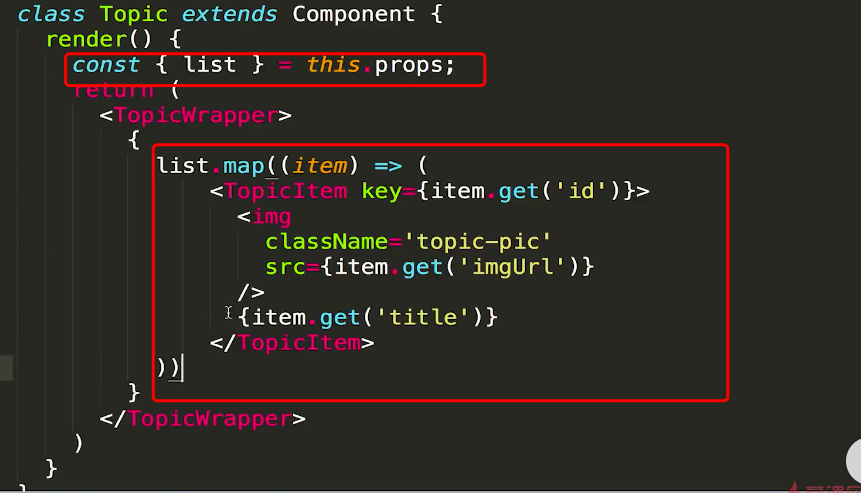 class Topic extends Component {
render() {
const { list } = this.props;
return (
<TopicWrapper>
{
list.map((item) => (
<TopicItem key={item.get('id')}>
<img
className='topic-pic'
src={item.get('imgUrl')}
/>
{item.get('title')}
</TopicItem>
))
}
</TopicWrapper>
)
}